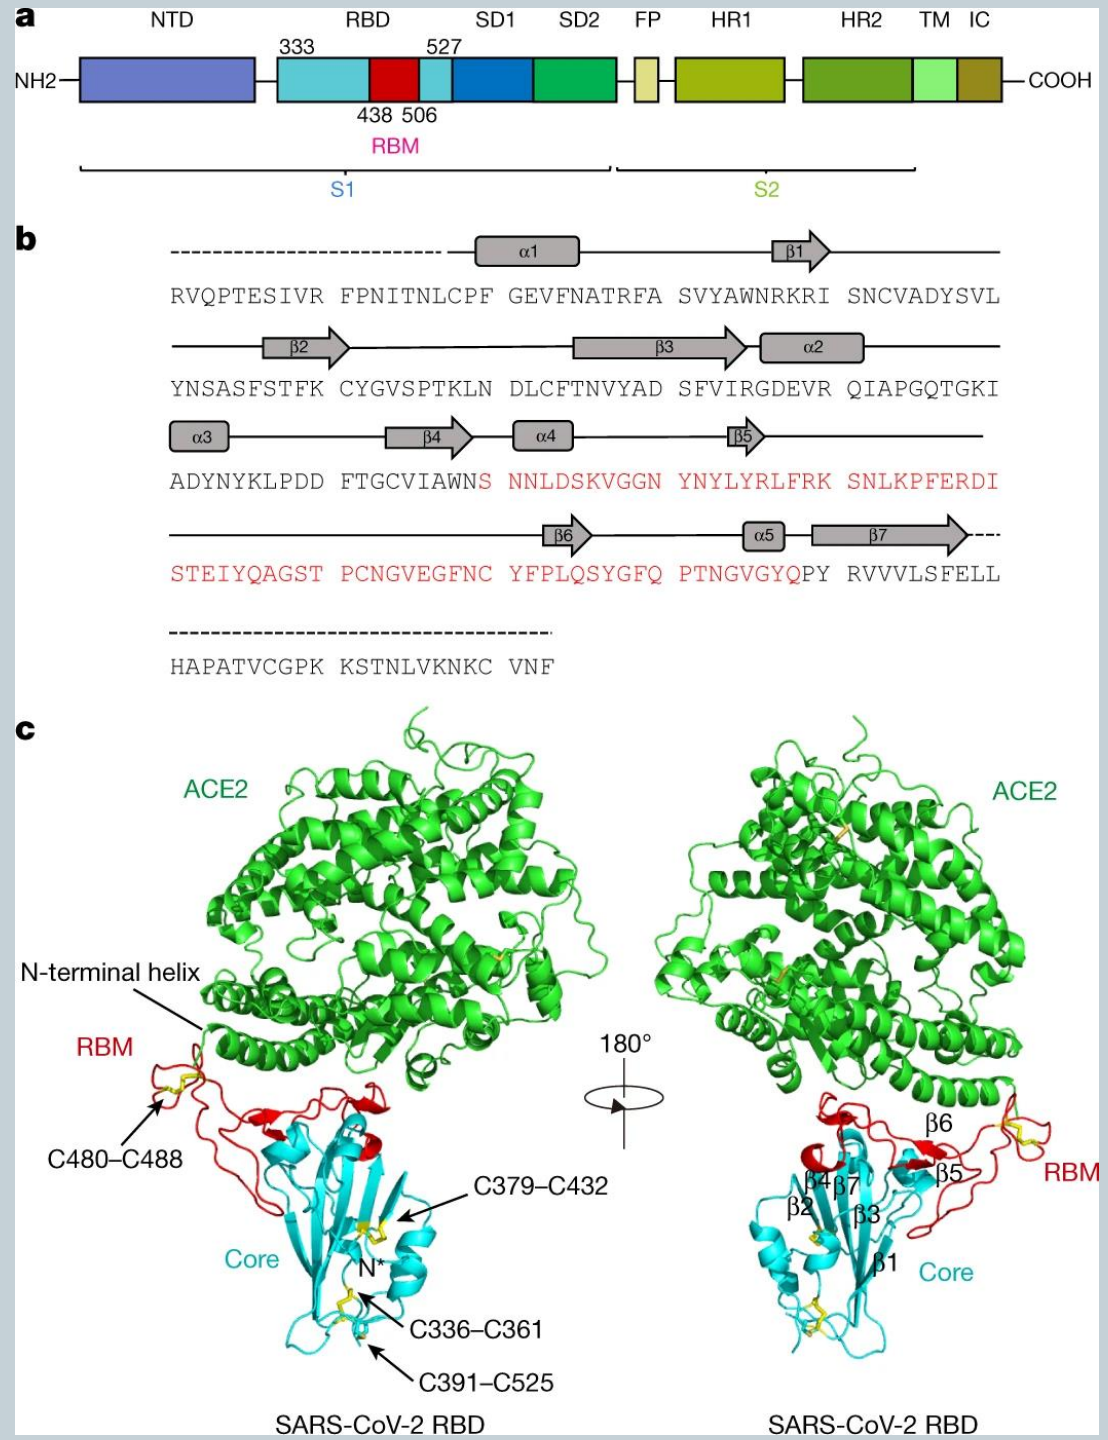 a
NTD RBD SD1 SD2 FP HR1 HR2 TM IC
333 527
NH2 COOH
438 506
RBM
S1 S2
b
α1 β1
RVQPTESIVR FPNITNLCPF GEVFNATRFA SVYAWNRKRI SNCVADYSVL
β2 β3 α2
YNSASFSTFK CYGVSPTKLN DLCFTNVYAD SFVIRGDEVR QIAPGQTGKI
α3 β4 α4 β5
ADYNYKLPDD FTGCVIAWNS NNLDSKVGGN YNYLYRLFRK SNLKPFERDI
β6 α5 β7
STEIYQAGST PCNGVEGFNC YFPLQSYGFQ PTNGVGYQPY RVVVLSFELL
HAPATVCGPK KSTNLVKNKC VNF
c
ACE2 ACE2
N-terminal helix
RBM
180°
C480–C488
C379–C432
Core
N*
C336–C361
C391–C525
β6
RBM
β5
β4 β7
β2 β3
β1
Core
SARS-CoV-2 RBD SARS-CoV-2 RBD